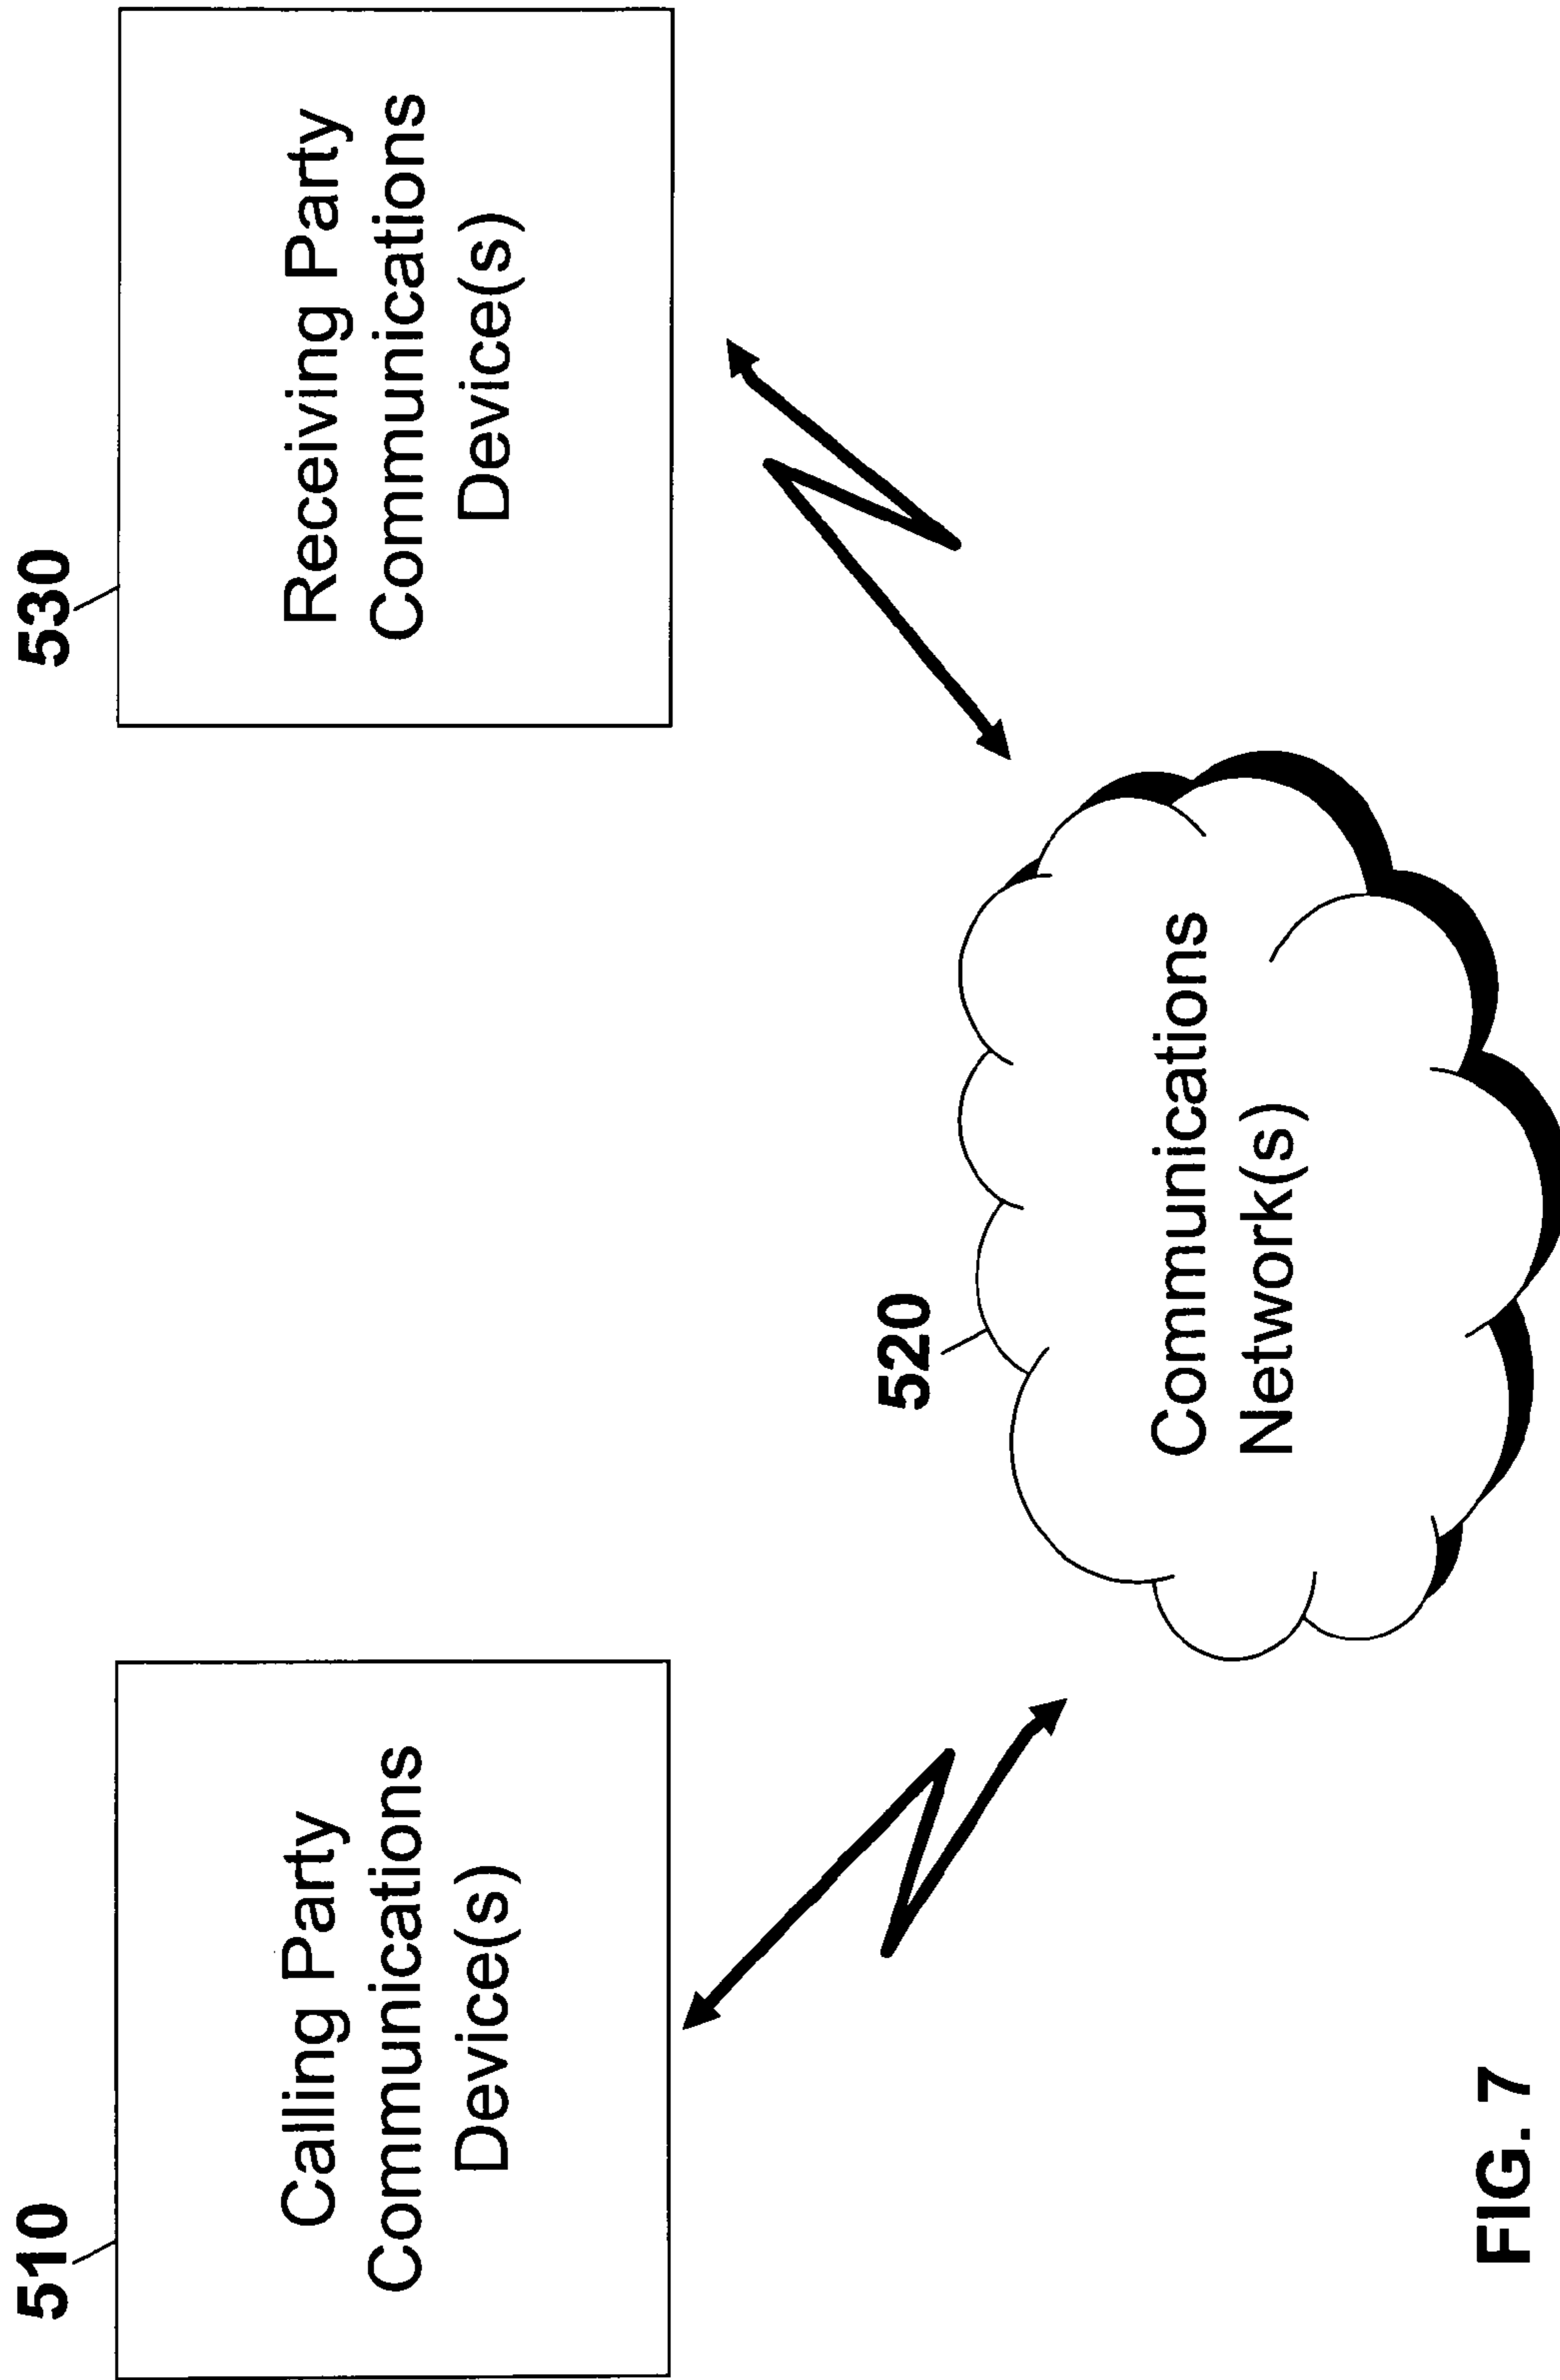 510
Calling Party
Communications
Device(s)
530
Receiving Party
Communications
Device(s)
520
Communications
Network(s)
FIG. 7